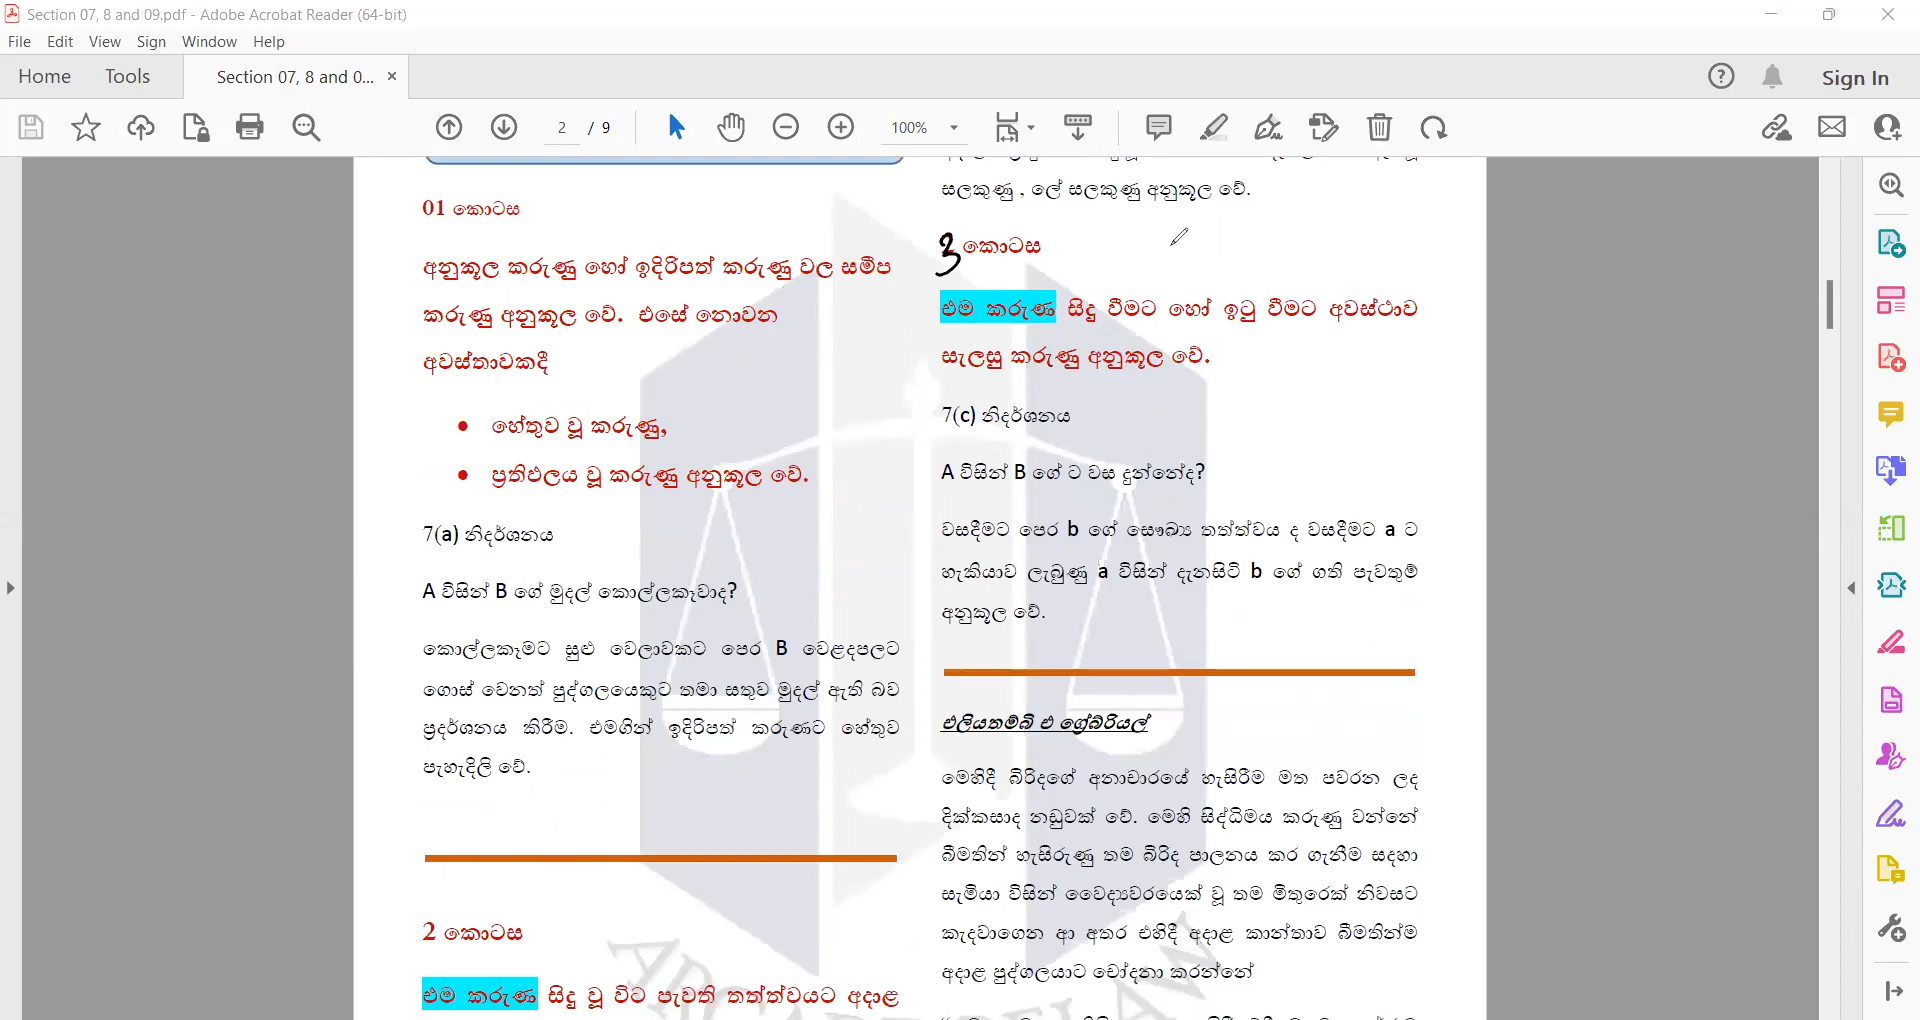 Section 07, 8 and 09.pdf - Adobe Acrobat Reader (64-bit)
File Edit View Sign Window Help
Home Tools Section 07, 8 and 0... × Sign In
2 / 9 100%
01 කොටස
අනුකූල කරුණු හෝ ඉදිරිපත් කරුණු වල සමීප
කරුණු අනුකූල වේ. එසේ නොවන
අවස්තාවකදී
• හේතුව වූ කරුණු,
• ප්‍රතිඵලය වූ කරුණු අනුකූල වේ.
7(a) නිදර්ශනය
A විසින් B ගේ මුදල් කොල්ලකෑවාද?
කොල්ලකෑමට සුළු වෙලාවකට පෙර B වෙළදපලට
ගොස් වෙනත් පුද්ගලයෙකුට තමා සතුව මුදල් ඇති බව
ප්‍රදර්ශනය කිරීම. එමගින් ඉදිරිපත් කරුණට හේතුව
පැහැදිලි වේ.
2 කොටස
එම කරුණ සිදු වූ විට පැවති තත්ත්වයට අදාළ
සලකුණු , ලේ සලකුණු අනුකූල වේ.
3 කොටස
එම කරුණ සිදු වීමට හෝ ඉටු වීමට අවස්ථාව
සැලසු කරුණු අනුකූල වේ.
7(c) නිදර්ශනය
A විසින් B ගේ ට වස දුන්නේද?
වසදීමට පෙර b ගේ සෞඛ්‍ය තත්ත්වය ද වසදීමට a ට
හැකියාව ලැබුණු a විසින් දැනසිටි b ගේ ගති පැවතුම්
අනුකූල වේ.
එලියතම්බි එ ග්‍රේබ්රියල්
මෙහිදී බිරිදගේ අනාචාරයේ හැසිරීම මත පවරන ලද
දික්කසාද නඩුවක් වේ. මෙහි සිද්ධිමය කරුණු වන්නේ
බීමතින් හැසිරුණු තම බිරිද පාලනය කර ගැනීම සදහා
සැමියා විසින් වෛද්‍යවරයෙක් වූ තම මිතුරෙක් නිවසට
කැදවාගෙන ආ අතර එහිදී අදාළ කාන්තාව බීමතින්ම
අදාළ පුද්ගලයාට චෝදනා කරන්නේ